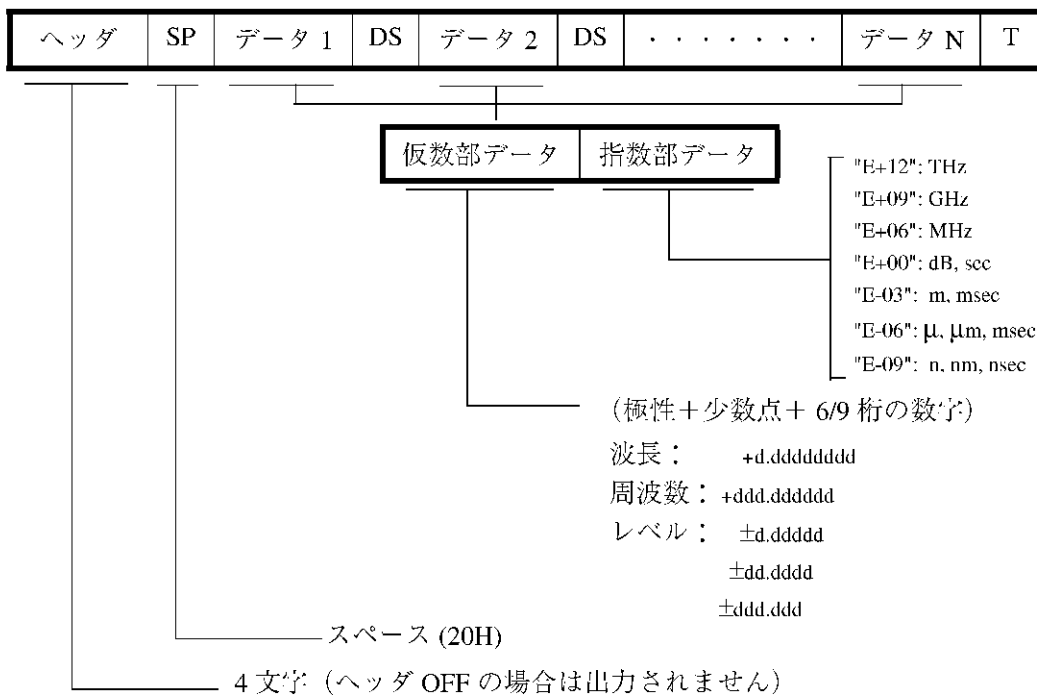 ヘッダ SP データ 1 DS データ 2 DS ・・・・・・・ データ N T
仮数部データ 指数部データ
"E+12": THz
"E+09": GHz
"E+06": MHz
"E+00": dB, sec
"E-03": m, msec
"E-06": μ, μm, msec
"E-09": n, nm, nsec
(極性＋少数点＋ 6/9 桁の数字)
波長： +d.dddddddd
周波数： +ddd.dddddd
レベル： ±d.ddddd
±dd.dddd
±ddd.ddd
スペース (20H)
4 文字（ヘッダ OFF の場合は出力されません）